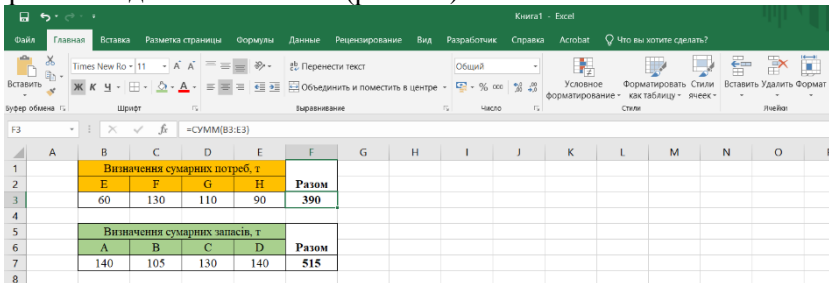 Книга1 - Excel
Файл Главная Вставка Разметка страницы Формулы Данные Рецензирование Вид Разработчик Справка Acrobat Что вы хотите сделать?
Вставить
Times New Ro 11
Ж К Ч
Перенести текст
Объединить и поместить в центре
Общий
% 000
Условное форматирование
Форматировать как таблицу
Стили ячеек
Вставить Удалить Формат
Буфер обмена Шрифт Выравнивание Число Стили Ячейки
F3 fx =СУММ(B3:E3)
A B C D E F G H I J K L M N O
1 Визначення сумарних потреб, т
2 E F G H Разом
3 60 130 110 90 390
4
5 Визначення сумарних запасів, т
6 A B C D Разом
7 140 105 130 140 515
8